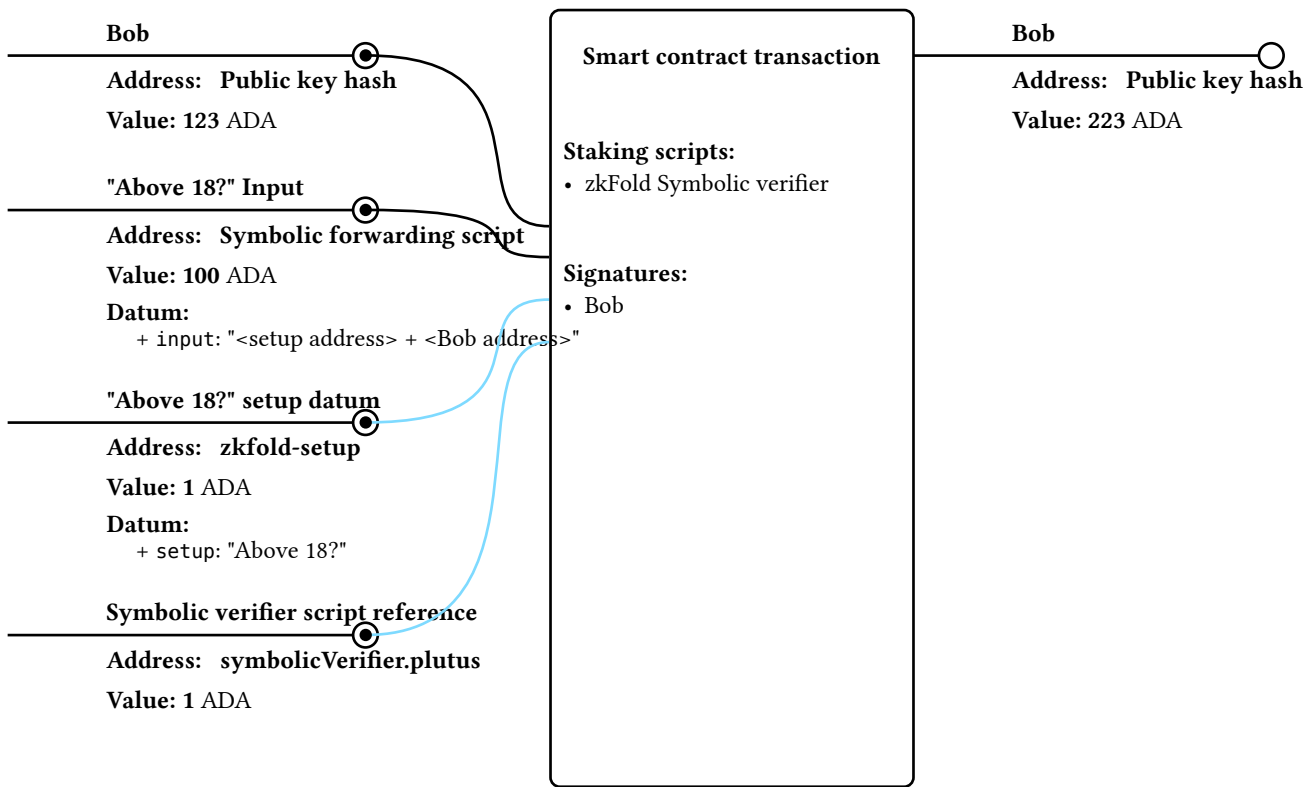 Bob
Address: Public key hash
Value: 123 ADA
"Above 18?" Input
Address: Symbolic forwarding script
Value: 100 ADA
Datum:
+ input: "<setup address> + <Bob address>"
"Above 18?" setup datum
Address: zkfold-setup
Value: 1 ADA
Datum:
+ setup: "Above 18?"
Symbolic verifier script reference
Address: symbolicVerifier.plutus
Value: 1 ADA
Smart contract transaction
Staking scripts:
• zkFold Symbolic verifier
Signatures:
• Bob
Bob
Address: Public key hash
Value: 223 ADA